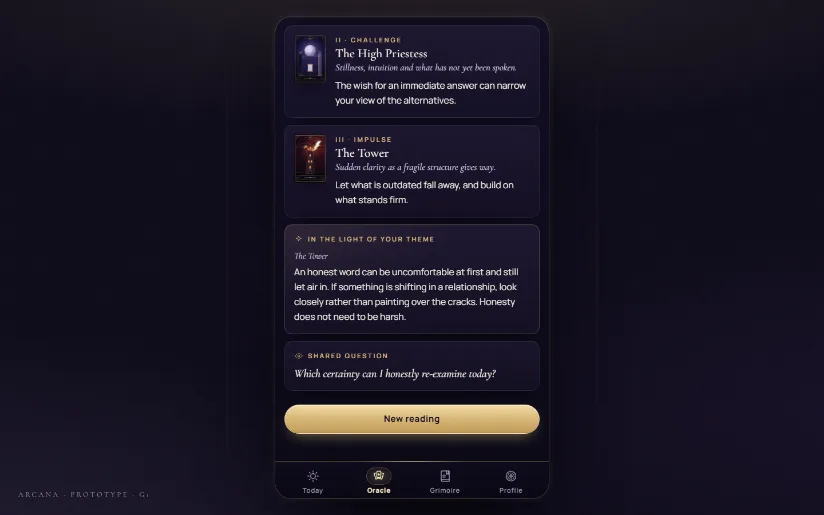 II · CHALLENGE
The High Priestess
Stillness, intuition and what has not yet been spoken.
The wish for an immediate answer can narrow
your view of the alternatives.
III · IMPULSE
The Tower
Sudden clarity as a fragile structure gives way.
Let what is outdated fall away, and build on
what stands firm.
IN THE LIGHT OF YOUR THEME
The Tower
An honest word can be uncomfortable at first and still
let air in. If something is shifting in a relationship, look
closely rather than painting over the cracks. Honesty
does not need to be harsh.
SHARED QUESTION
Which certainty can I honestly re-examine today?
New reading
Today
Oracle
Grimoire
Profile
ARCANA · PROTOTYPE · G1